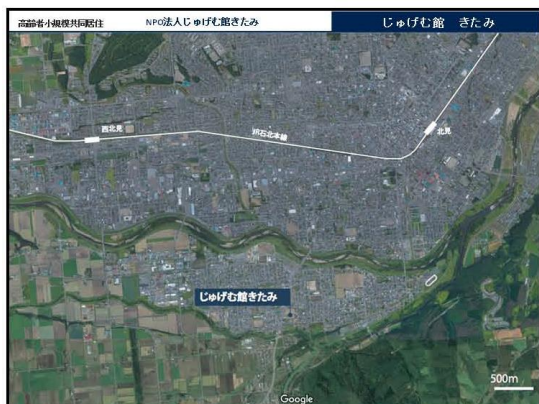 高齢者小規模共同居住
NPO法人じゅげむ館きたみ
じゅげむ館 きたみ
西北見
JR石北本線
北見
じゅげむ館きたみ
500m
Google